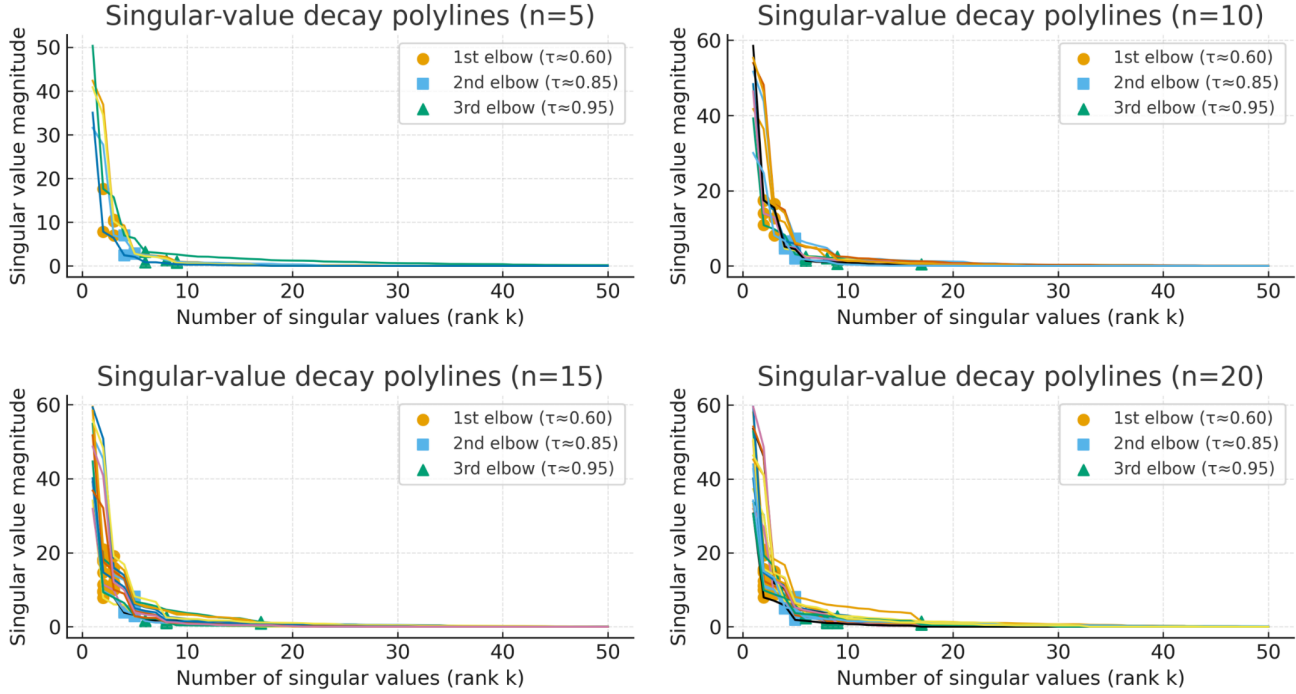 Singular-value decay polylines (n=5)
Singular value magnitude
50
40
30
20
10
0
1st elbow (τ≈0.60)
2nd elbow (τ≈0.85)
3rd elbow (τ≈0.95)
0 10 20 30 40 50
Number of singular values (rank k)
Singular-value decay polylines (n=10)
Singular value magnitude
60
40
20
0
1st elbow (τ≈0.60)
2nd elbow (τ≈0.85)
3rd elbow (τ≈0.95)
0 10 20 30 40 50
Number of singular values (rank k)
Singular-value decay polylines (n=15)
Singular value magnitude
60
40
20
0
1st elbow (τ≈0.60)
2nd elbow (τ≈0.85)
3rd elbow (τ≈0.95)
0 10 20 30 40 50
Number of singular values (rank k)
Singular-value decay polylines (n=20)
Singular value magnitude
60
40
20
0
1st elbow (τ≈0.60)
2nd elbow (τ≈0.85)
3rd elbow (τ≈0.95)
0 10 20 30 40 50
Number of singular values (rank k)